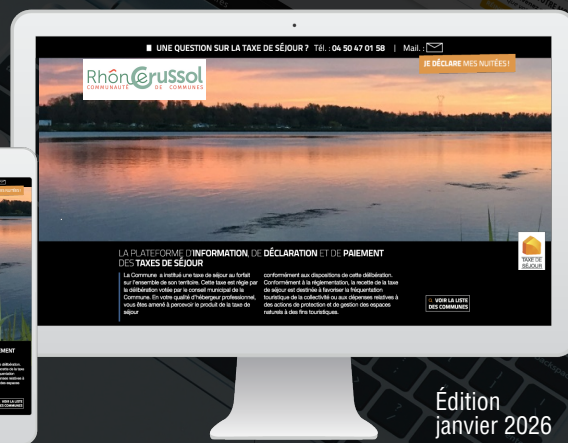 UNE QUESTION SUR LA TAXE DE SÉJOUR ? Tél. : 04 50 47 01 58 | Mail. :
JE DÉCLARE MES NUITÉES !
Rhône Crussol
COMMUNAUTÉ DE COMMUNES
LA PLATEFORME D'INFORMATION, DE DÉCLARATION ET DE PAIEMENT
DES TAXES DE SÉJOUR
La Commune a institué une taxe de séjour au forfait
sur l'ensemble de son territoire. Cette taxe est régie par
la délibération votée par le conseil municipal de la
Commune. En votre qualité d'hébergeur professionnel,
vous êtes amené à percevoir le produit de la taxe de
séjour
conformément aux dispositions de cette délibération.
Conformément à la réglementation, la recette de la taxe
de séjour est destinée à favoriser la fréquentation
touristique de la collectivité ou aux dépenses relatives à
des actions de protection et de gestion des espaces
naturels à des fins touristiques.
TAXE DE
SÉJOUR
VOIR LA LISTE
DES COMMUNES
Édition
janvier 2026